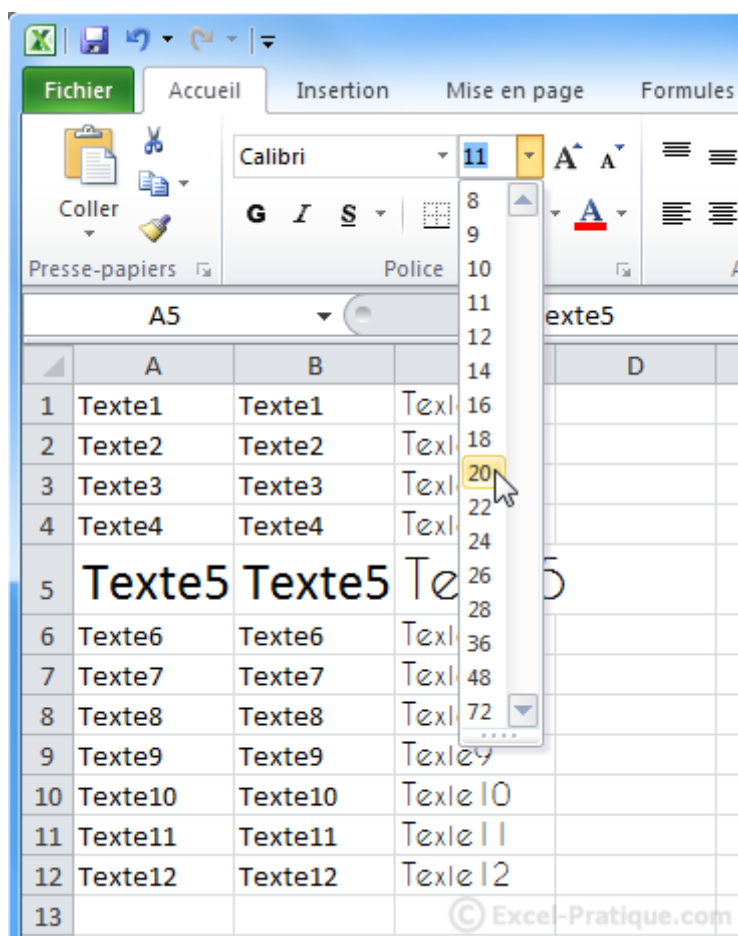 Fichier Accueil Insertion Mise en page Formules
Calibri 11
Coller G I S A
Presse-papiers Police
8
9
10
11
12
14
16
18
20
22
24
26
28
36
48
72
A5 exte5
A B D
1 Texte1 Texte1
2 Texte2 Texte2
3 Texte3 Texte3
4 Texte4 Texte4
5 Texte5 Texte5
6 Texte6 Texte6
7 Texte7 Texte7
8 Texte8 Texte8
9 Texte9 Texte9 Texte9
10 Texte10 Texte10 Texte10
11 Texte11 Texte11 Texte11
12 Texte12 Texte12 Texte12
13
© Excel-Pratique.com